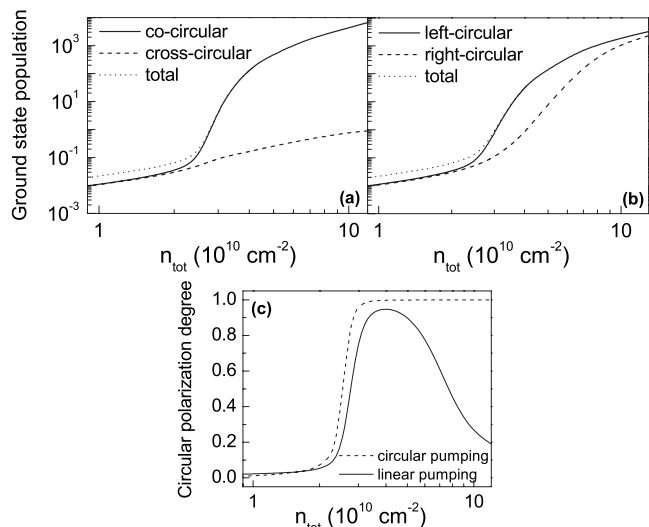 Ground state population
10³
10¹
10⁻¹
10⁻³
co-circular
cross-circular
total
(a)
1
10
n_tot (10¹⁰ cm⁻²)
left-circular
right-circular
total
(b)
1
10
n_tot (10¹⁰ cm⁻²)
Circular polarization degree
1.0
0.8
0.6
0.4
0.2
0.0
(c)
circular pumping
linear pumping
1
10
n_tot (10¹⁰ cm⁻²)